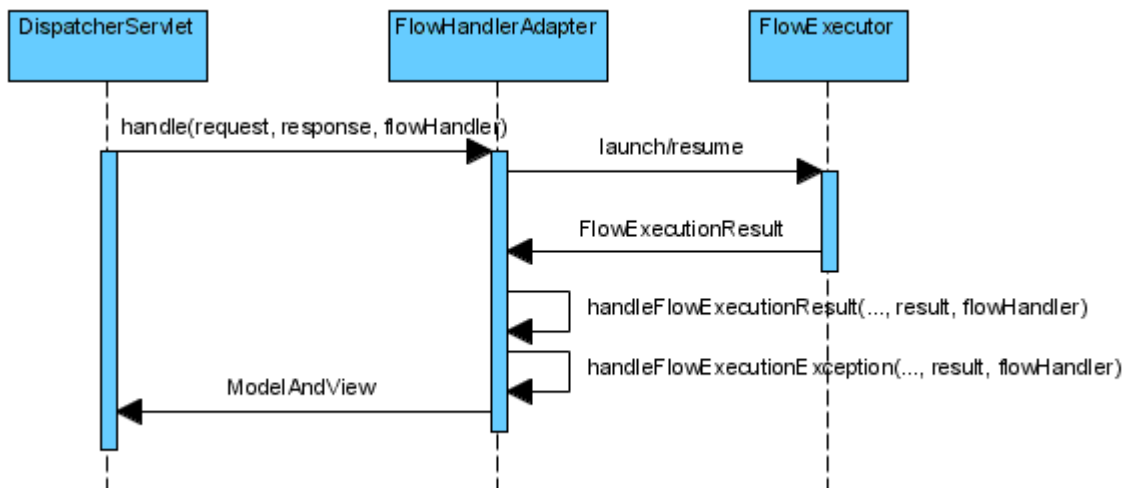 DispatcherServlet
FlowHandlerAdapter
FlowExecutor
handle(request, response, flowHandler)
launch/resume
FlowExecutionResult
handleFlowExecutionResult(..., result, flowHandler)
handleFlowExecutionException(..., result, flowHandler)
ModelAndView